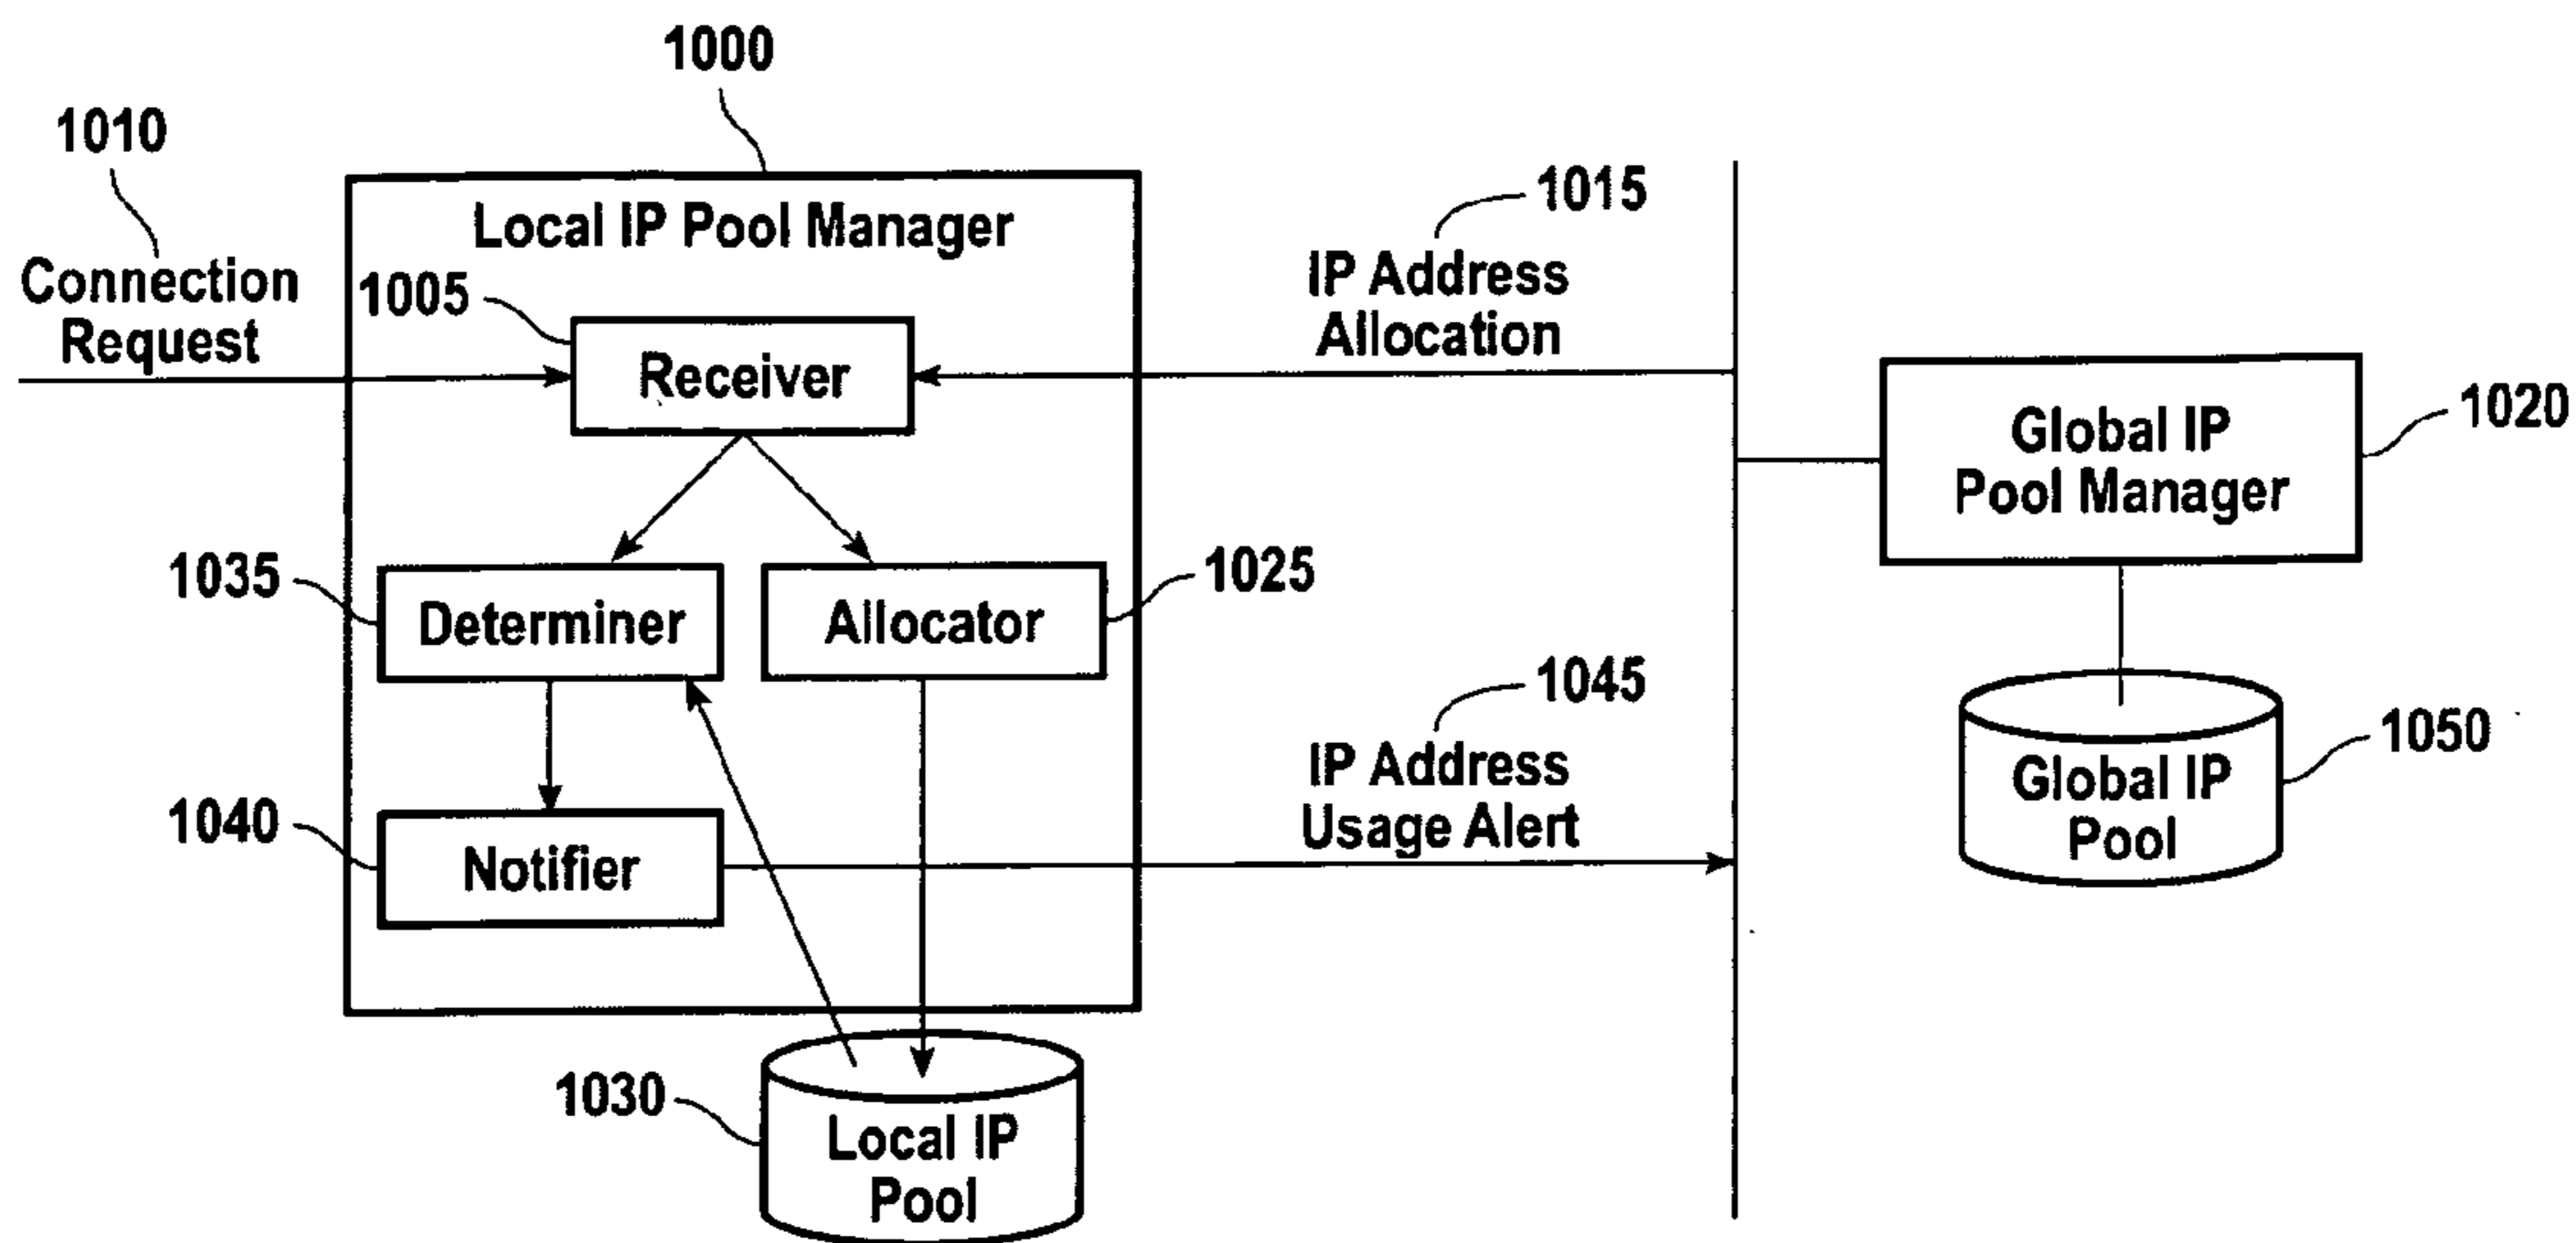 1000
1010
Local IP Pool Manager
1015
Connection
Request
1005
IP Address
Allocation
Receiver
Global IP
Pool Manager
1020
1035
Determiner
Allocator
1025
1045
IP Address
Usage Alert
1040
Notifier
Global IP
Pool
1050
1030
Local IP
Pool